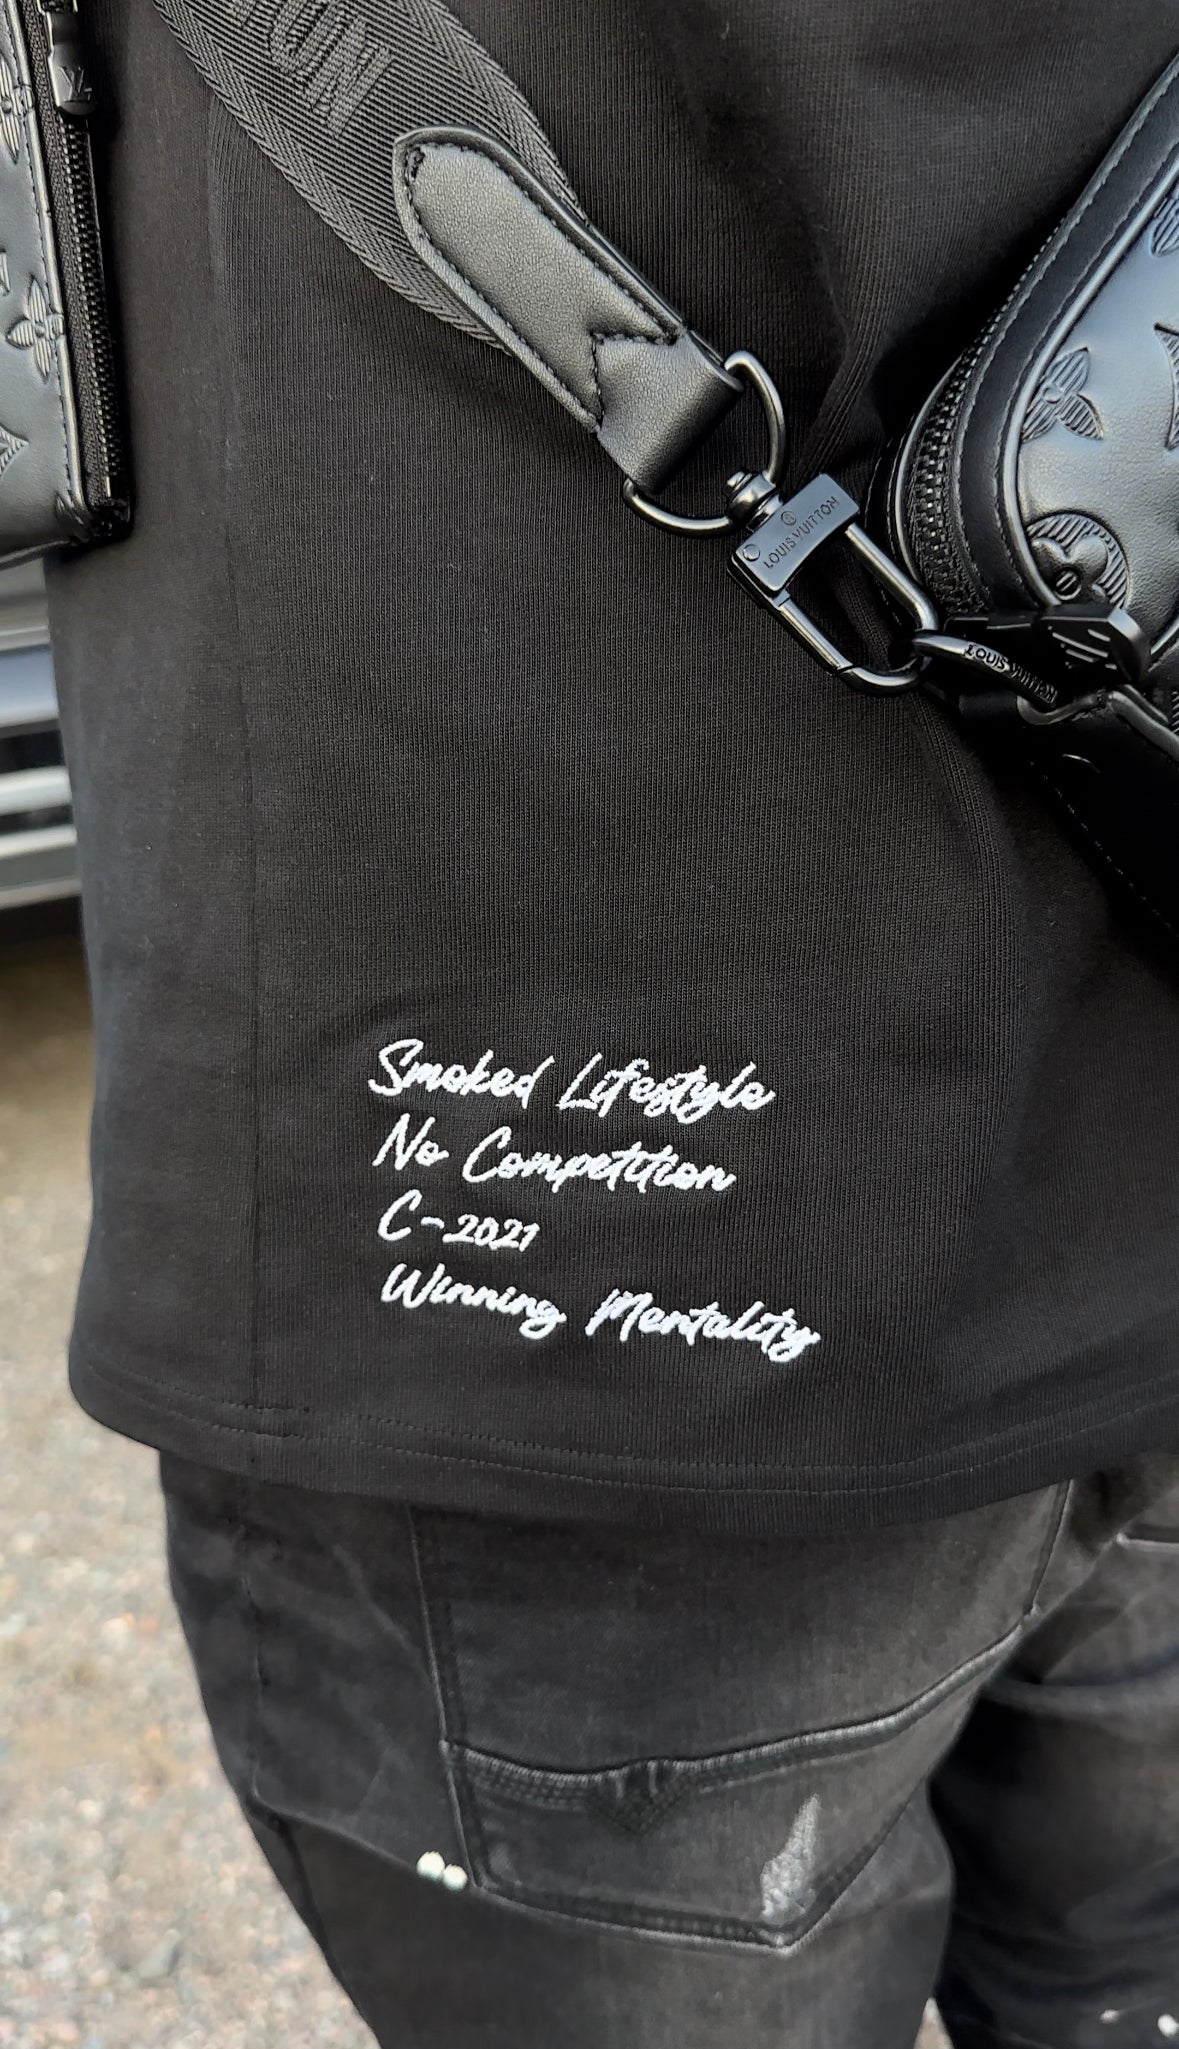 LOUIS VUITTON
LOUIS VUITTON
Smoked Lifestyle
No Competition
C-2021
Winning Mentality